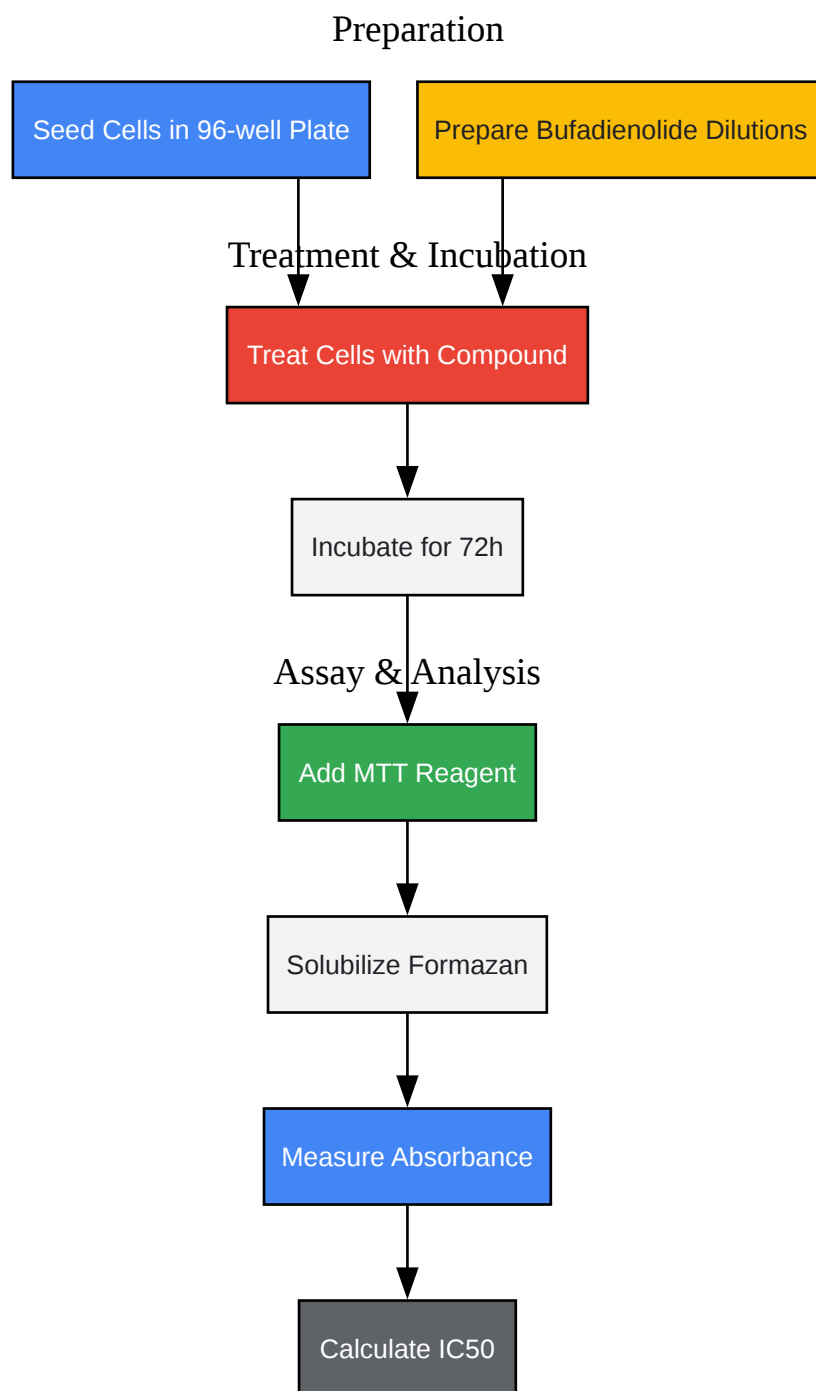 Preparation
Seed Cells in 96-well Plate
Prepare Bufadienolide Dilutions
Treatment & Incubation
Treat Cells with Compound
Incubate for 72h
Assay & Analysis
Add MTT Reagent
Solubilize Formazan
Measure Absorbance
Calculate IC50